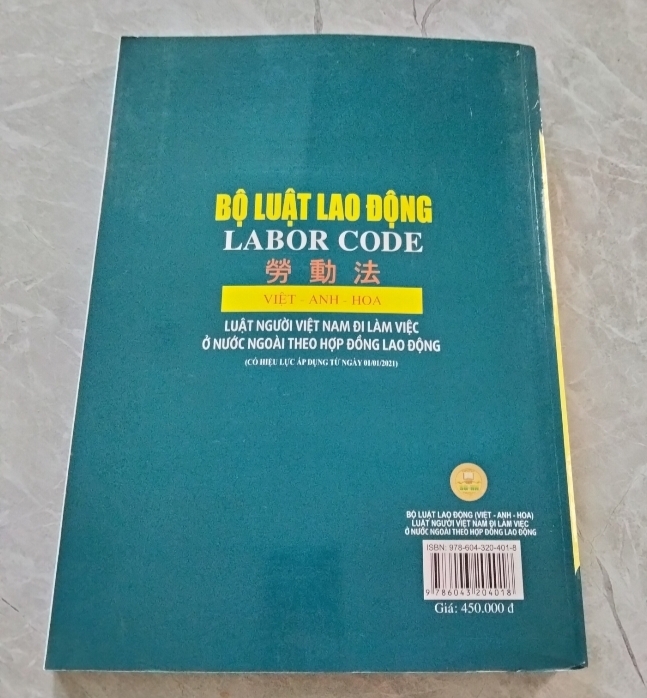 BỘ LUẬT LAO ĐỘNG
LABOR CODE
勞動法
VIỆT - ANH - HOA
LUẬT NGƯỜI VIỆT NAM ĐI LÀM VIỆC
Ở NƯỚC NGOÀI THEO HỢP ĐỒNG LAO ĐỘNG
(CÓ HIỆU LỰC ÁP DỤNG TỪ NGÀY 01/01/2021)
BỘ LUẬT LAO ĐỘNG (VIỆT - ANH - HOA)
LUẬT NGƯỜI VIỆT NAM ĐI LÀM VIỆC
Ở NƯỚC NGOÀI THEO HỢP ĐỒNG LAO ĐỘNG
ISBN: 978-604-320-401-8
9 786043 204018
Giá: 450.000 đ